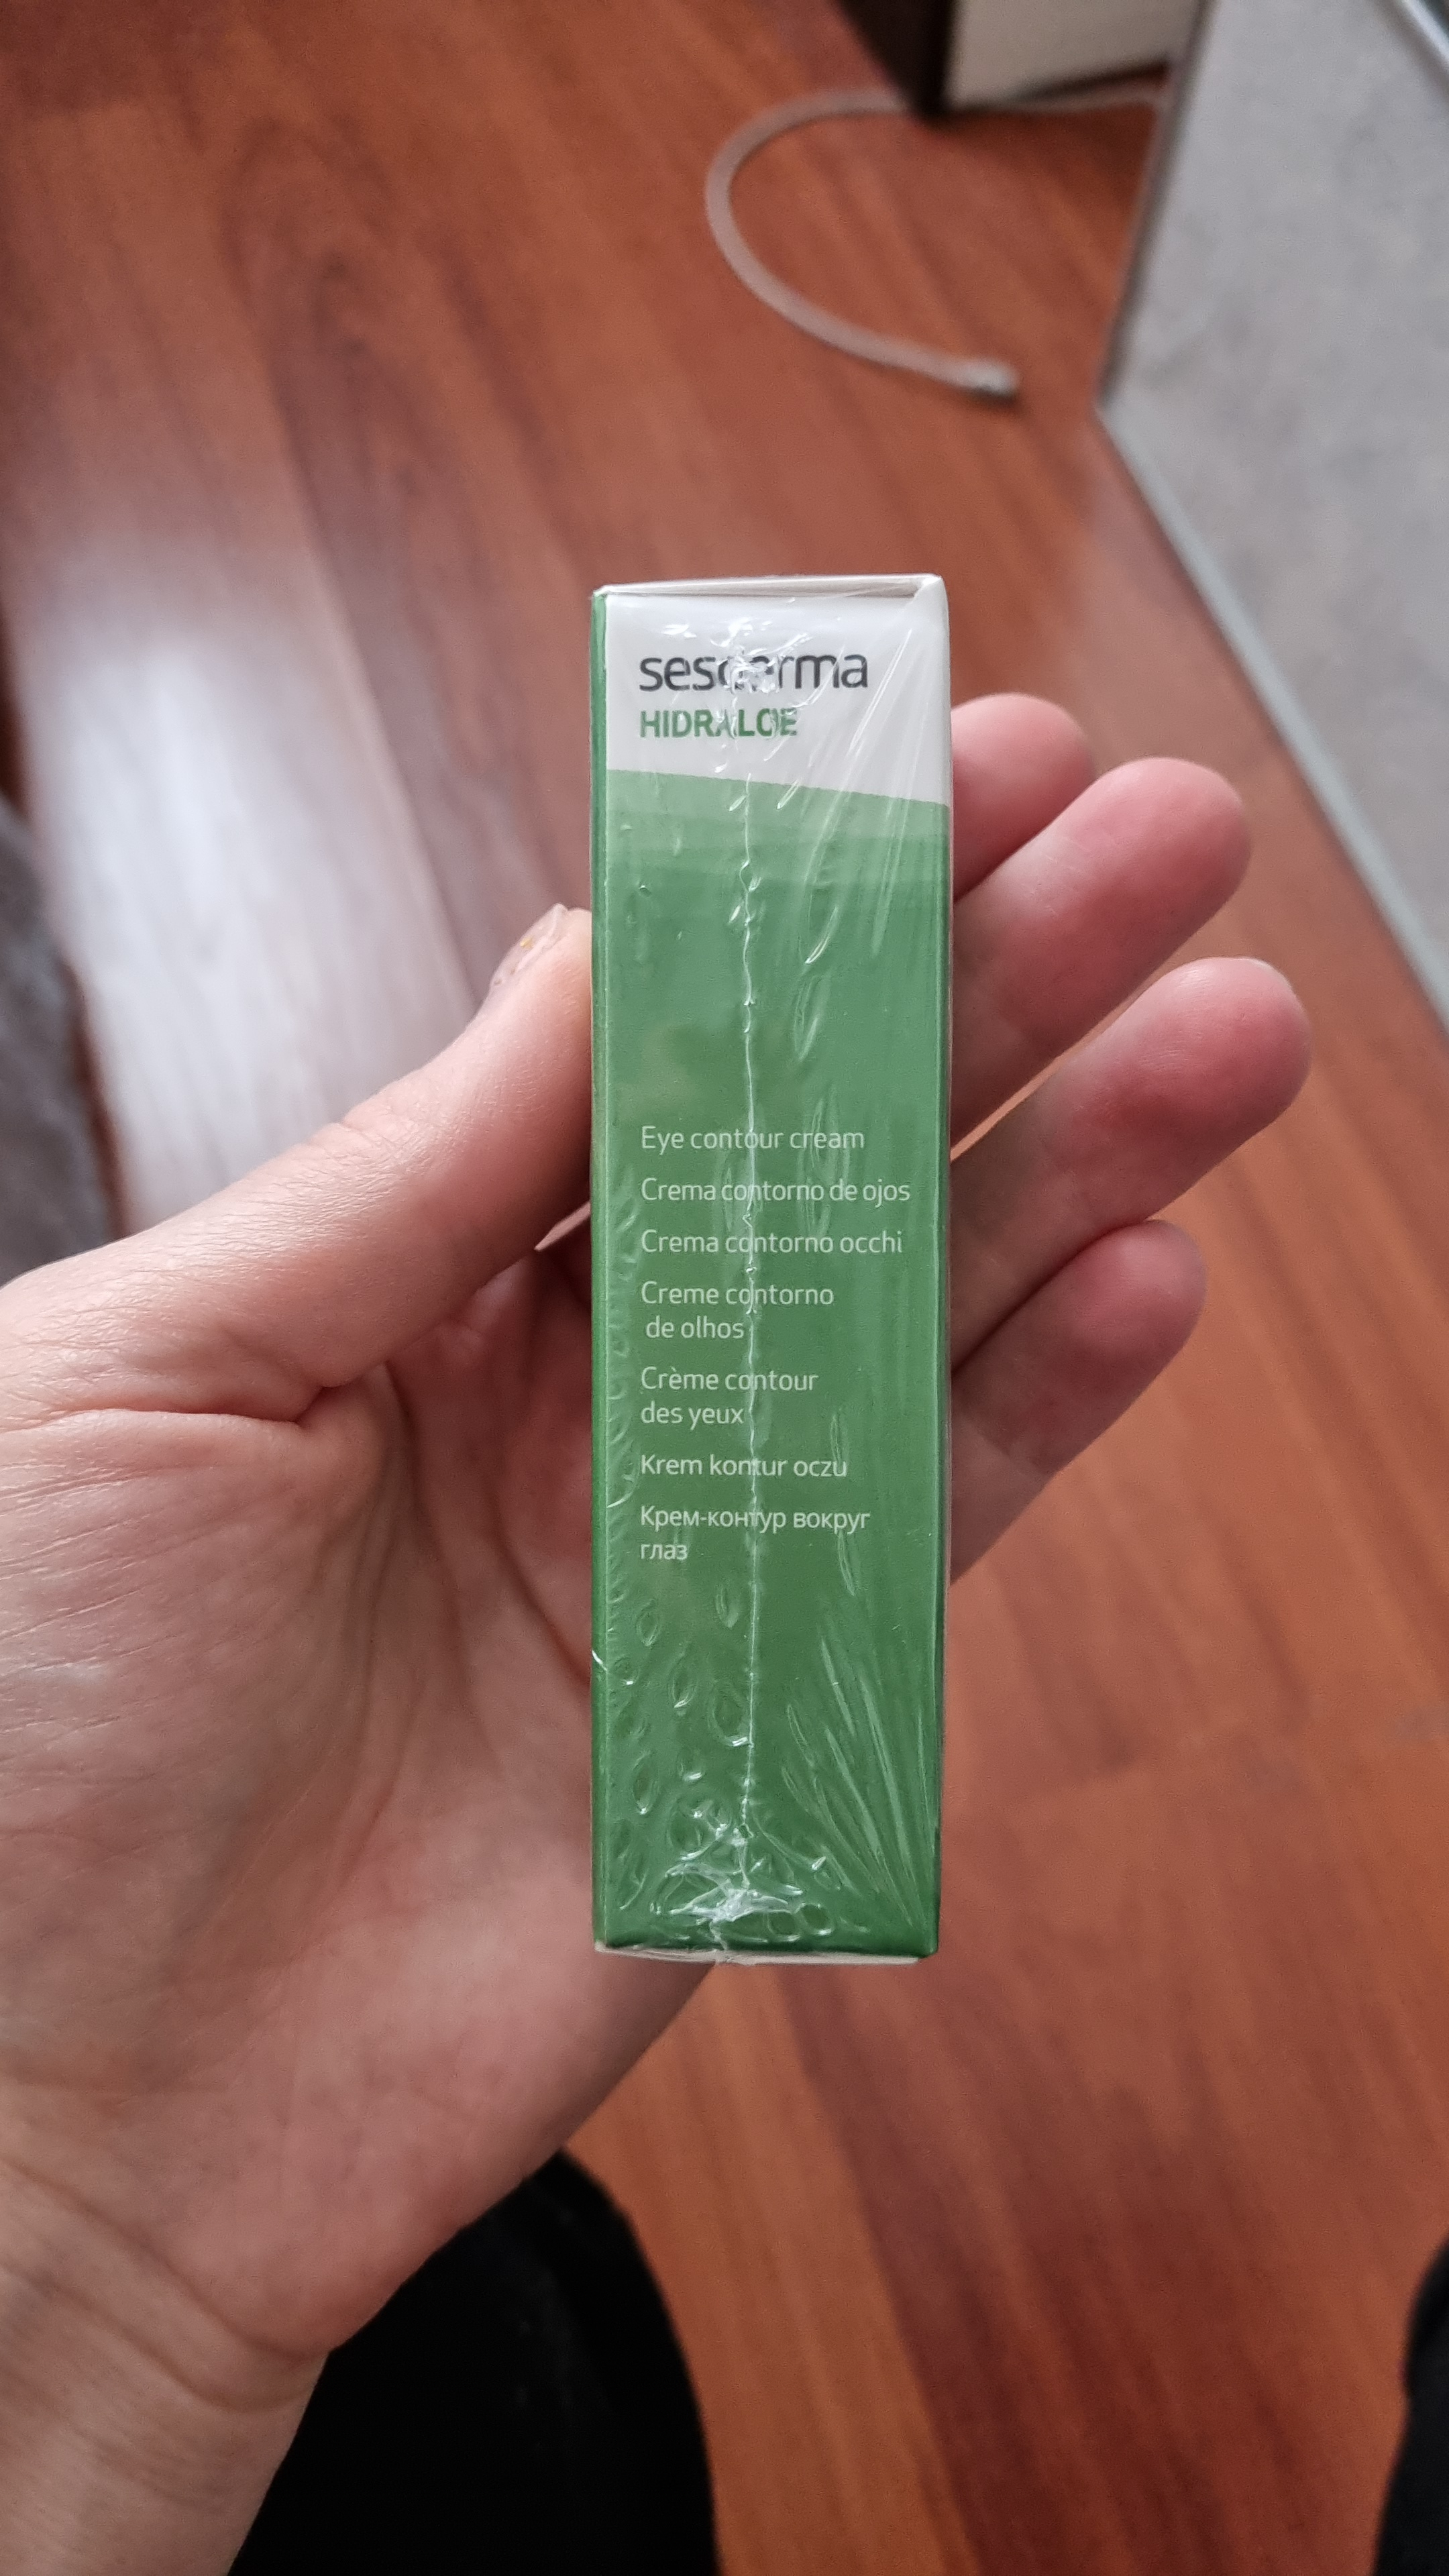 sesderma
HIDRALOE
Eye contour cream
Crema contorno de ojos
Crema contorno occhi
Creme contorno
de olhos
Crème contour
des yeux
Krem kontur oczu
Крем-контур вокруг
глаз